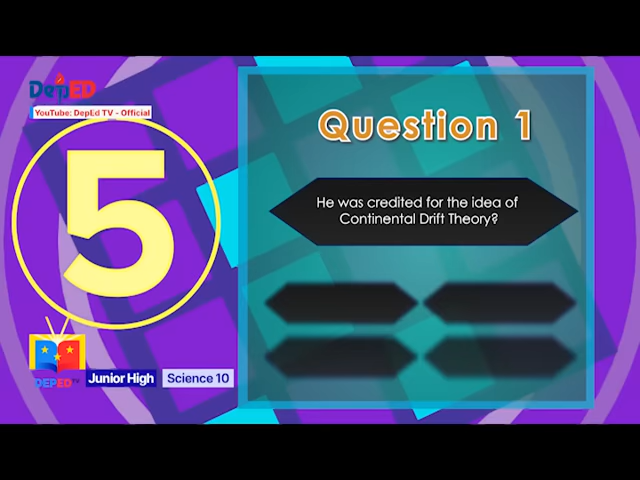 DepED
YouTube: DepEd TV - Official
5
DEPEDTV
Junior High
Science 10
Question 1
He was credited for the idea of
Continental Drift Theory?